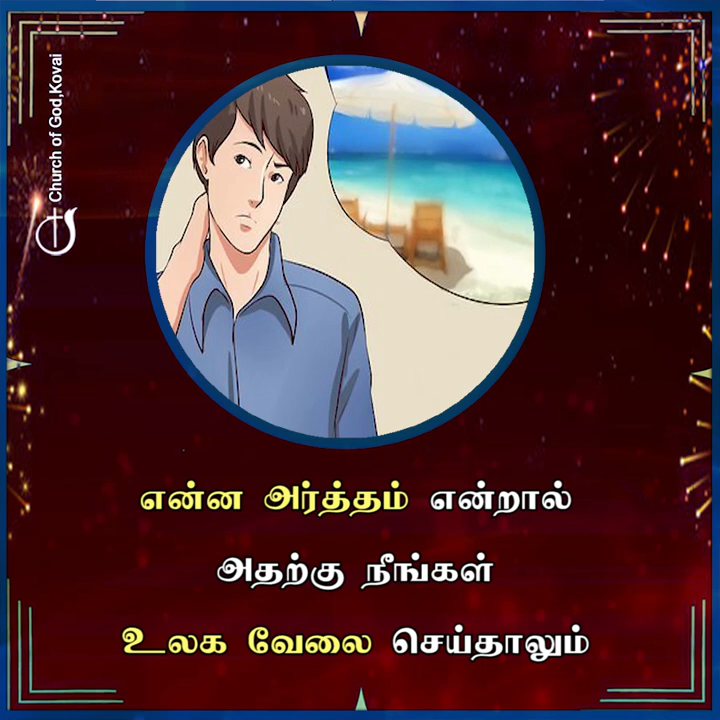 Church of God,Kovai
என்ன அர்த்தம் என்றால்
அதற்கு நீங்கள்
உலக வேலை செய்தாலும்